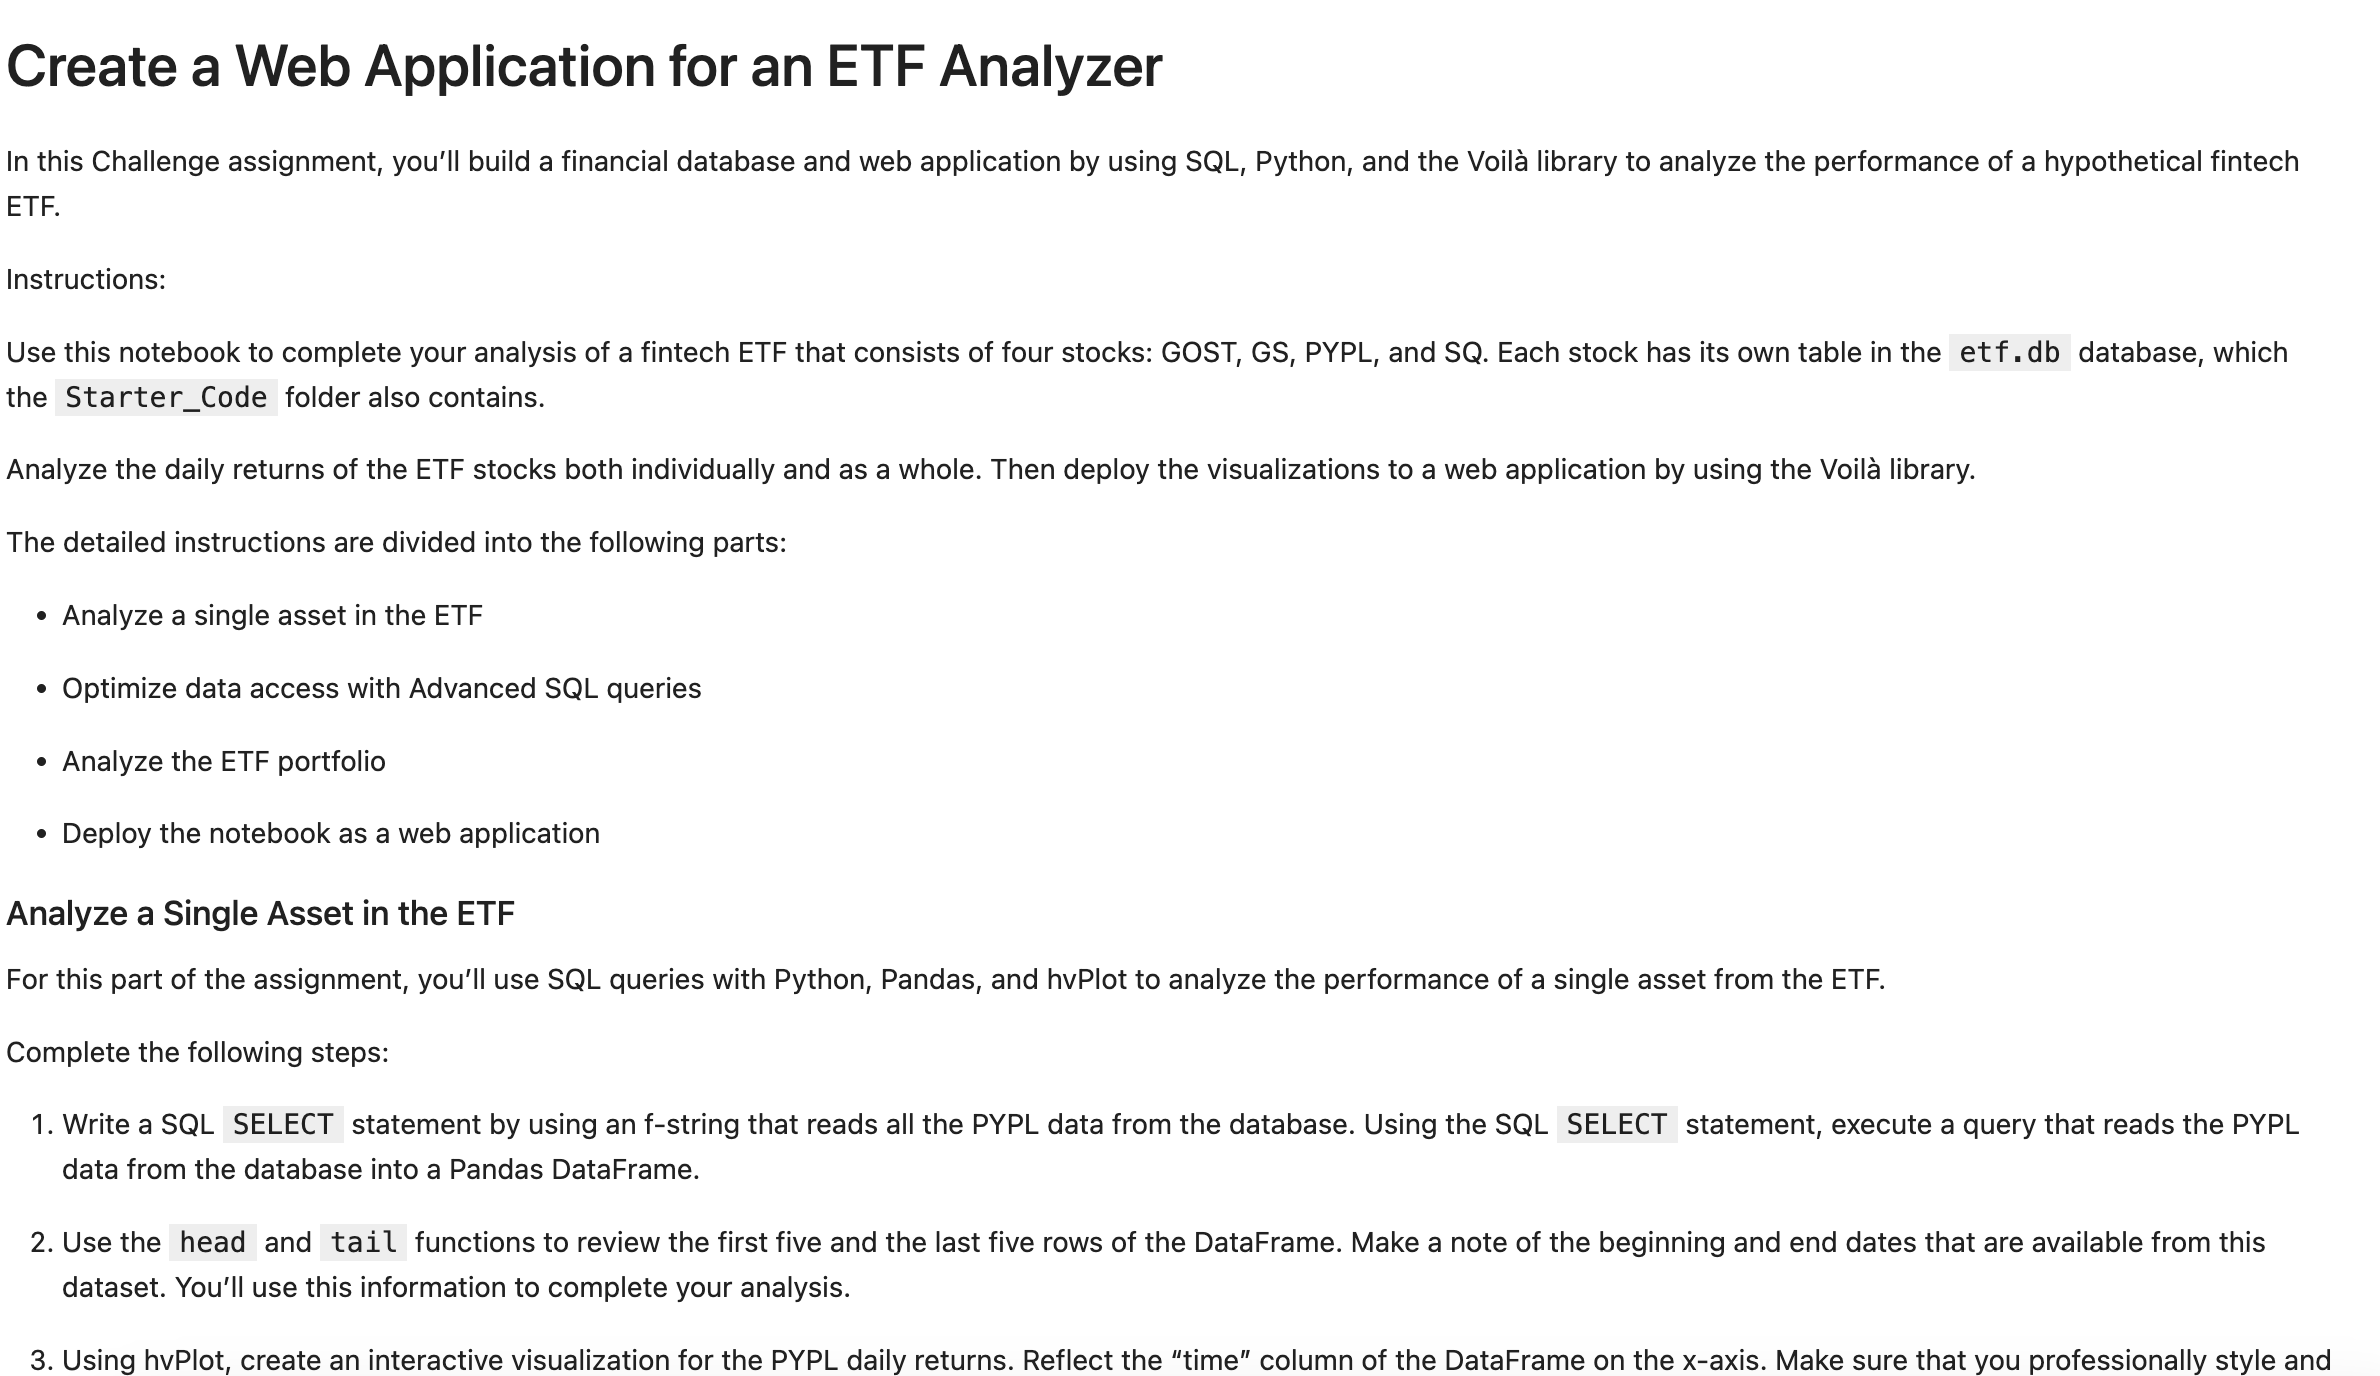 Create a Web Application for an ETF Analyzer
In this Challenge assignment, you’ll build a financial database and web application by using SQL, Python, and the Voilà library to analyze the performance of a hypothetical fintech
ETF.
Instructions:
Use this notebook to complete your analysis of a fintech ETF that consists of four stocks: GOST, GS, PYPL, and SQ. Each stock has its own table in the etf.db database, which
the Starter_Code folder also contains.
Analyze the daily returns of the ETF stocks both individually and as a whole. Then deploy the visualizations to a web application by using the Voilà library.
The detailed instructions are divided into the following parts:
• Analyze a single asset in the ETF
• Optimize data access with Advanced SQL queries
• Analyze the ETF portfolio
• Deploy the notebook as a web application
Analyze a Single Asset in the ETF
For this part of the assignment, you’ll use SQL queries with Python, Pandas, and hvPlot to analyze the performance of a single asset from the ETF.
Complete the following steps:
1. Write a SQL SELECT statement by using an f-string that reads all the PYPL data from the database. Using the SQL SELECT statement, execute a query that reads the PYPL
data from the database into a Pandas DataFrame.
2. Use the head and tail functions to review the first five and the last five rows of the DataFrame. Make a note of the beginning and end dates that are available from this
dataset. You’ll use this information to complete your analysis.
3. Using hvPlot, create an interactive visualization for the PYPL daily returns. Reflect the “time” column of the DataFrame on the x-axis. Make sure that you professionally style and